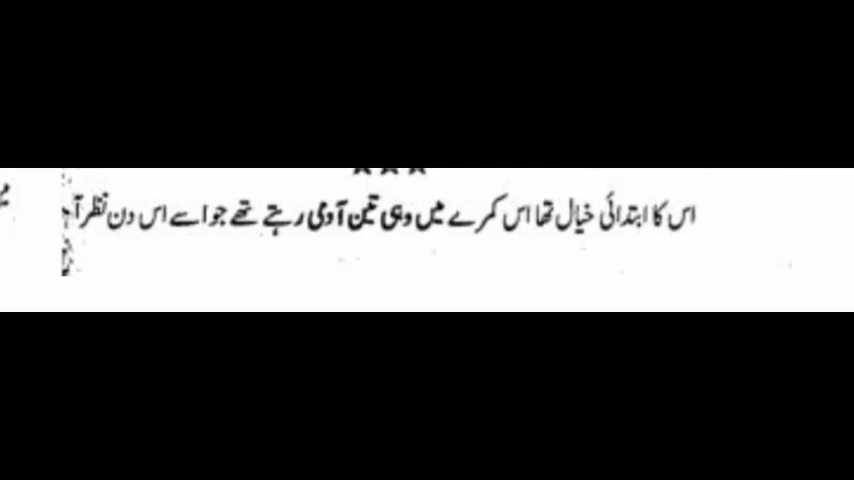 اس کا ابتدائی خیال تھا اس کمرے میں وہی تین آدمی رہتے تھے جو اسے اس دن نظر آ